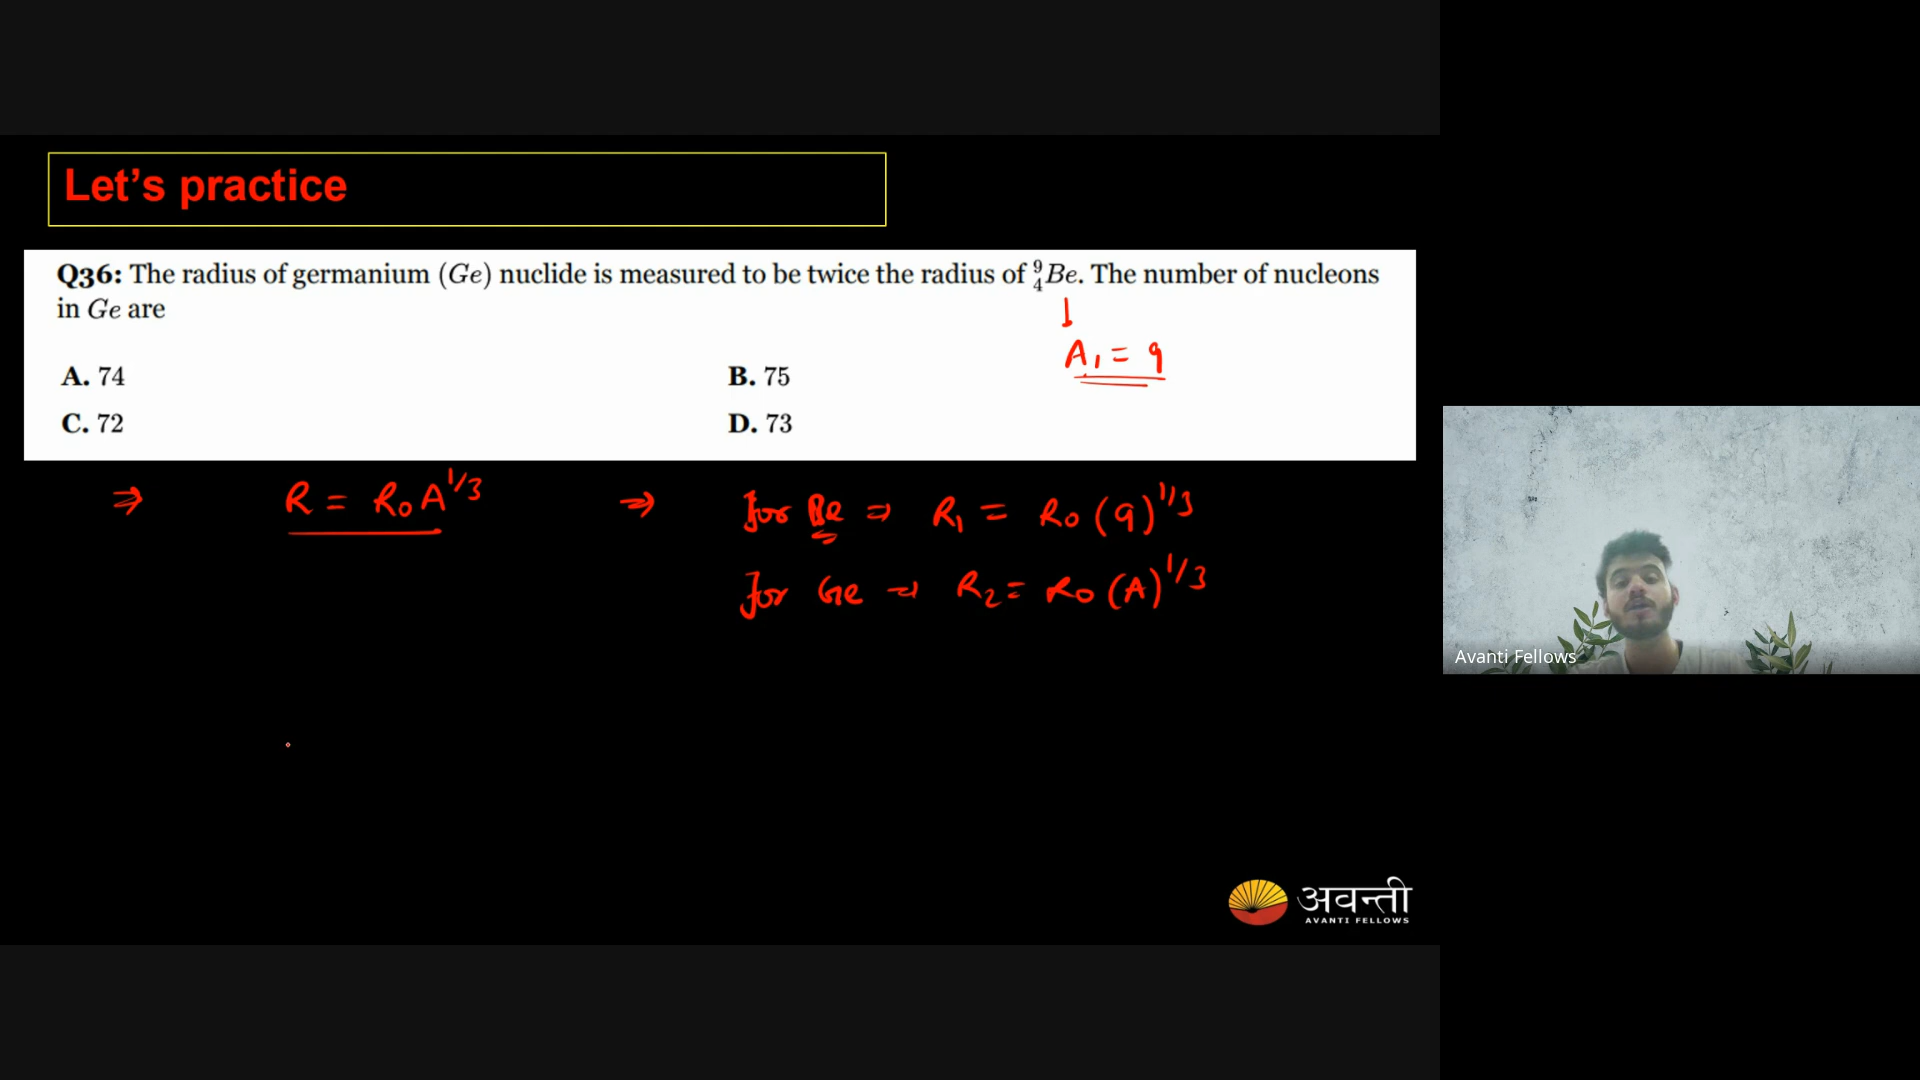 Let's practice
Q36: The radius of germanium (Ge) nuclide is measured to be twice the radius of ⁹₄Be. The number of nucleons
in Ge are
A₁ = 9
A. 74
B. 75
C. 72
D. 73
⇒ R = R₀A^1/3 ⇒ for Be ⇒ R₁ = R₀(9)^1/3
for Ge ⇒ R₂ = R₀(A)^1/3
Avanti Fellows
अवन्ती
AVANTI FELLOWS